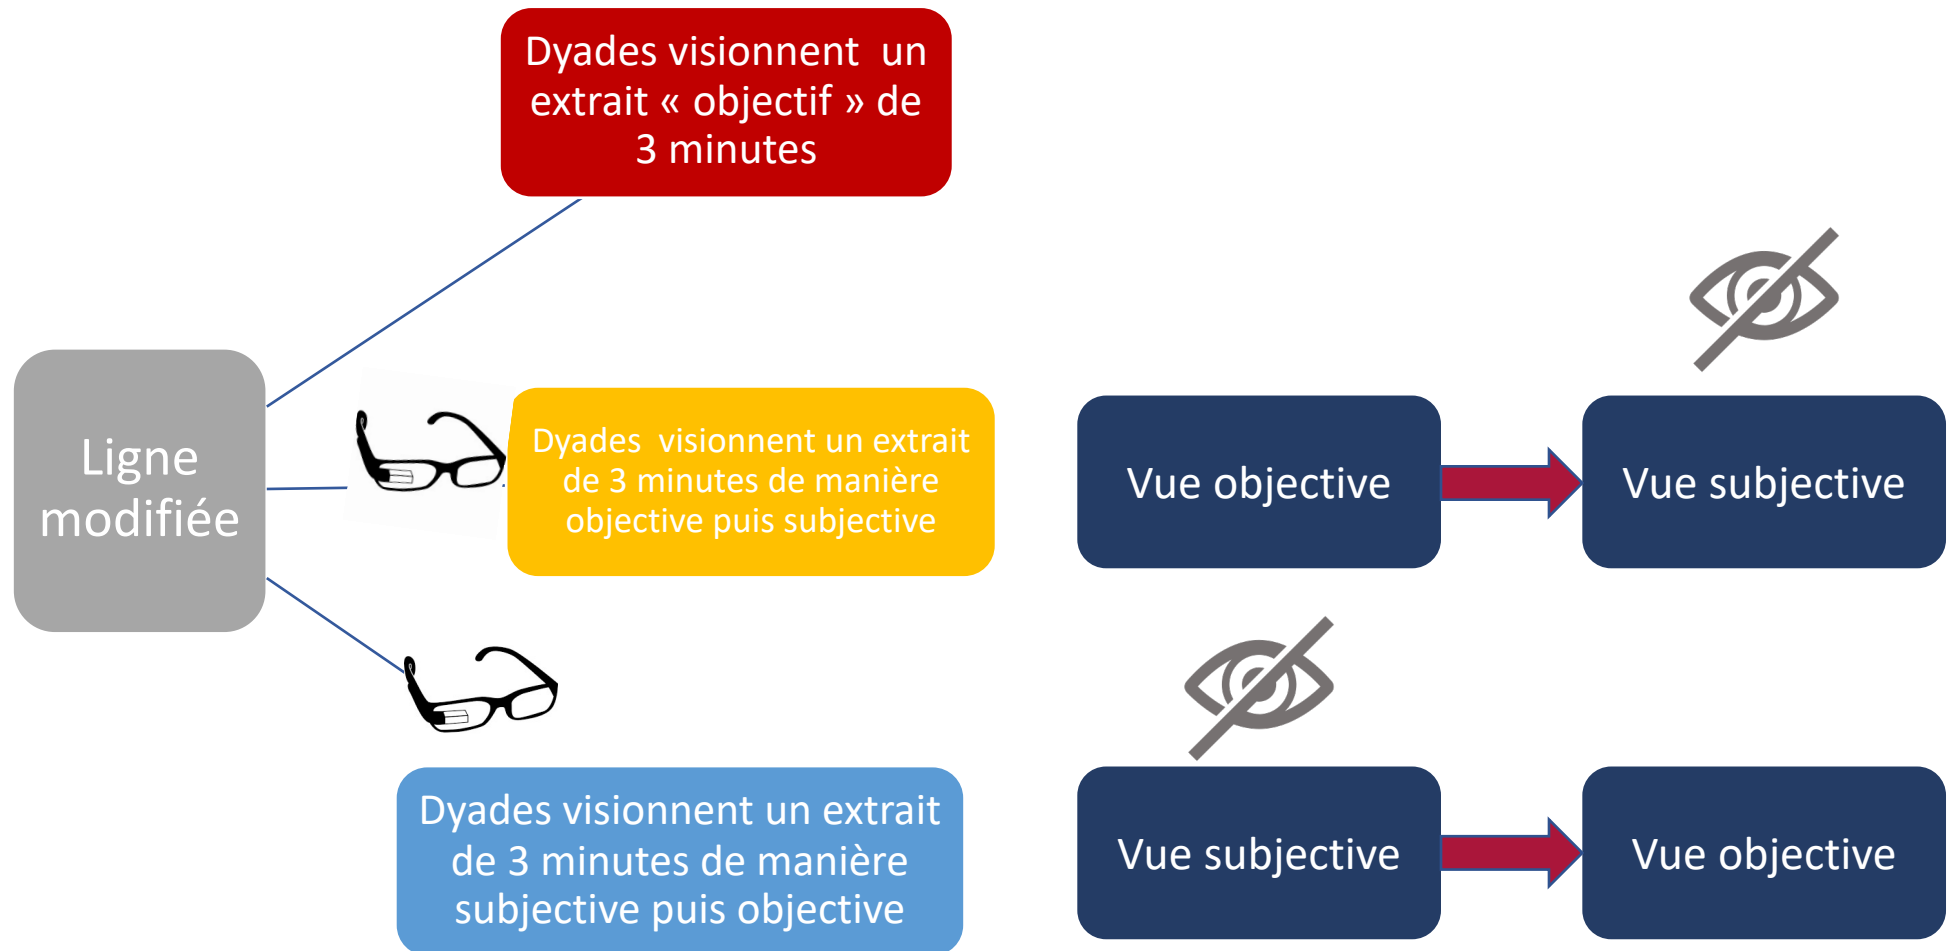 Dyades visionnent un
extrait « objectif » de
3 minutes
Ligne
modifiée
Dyades visionnent un extrait
de 3 minutes de manière
objective puis subjective
Vue objective
Vue subjective
Dyades visionnent un extrait
de 3 minutes de manière
subjective puis objective
Vue subjective
Vue objective